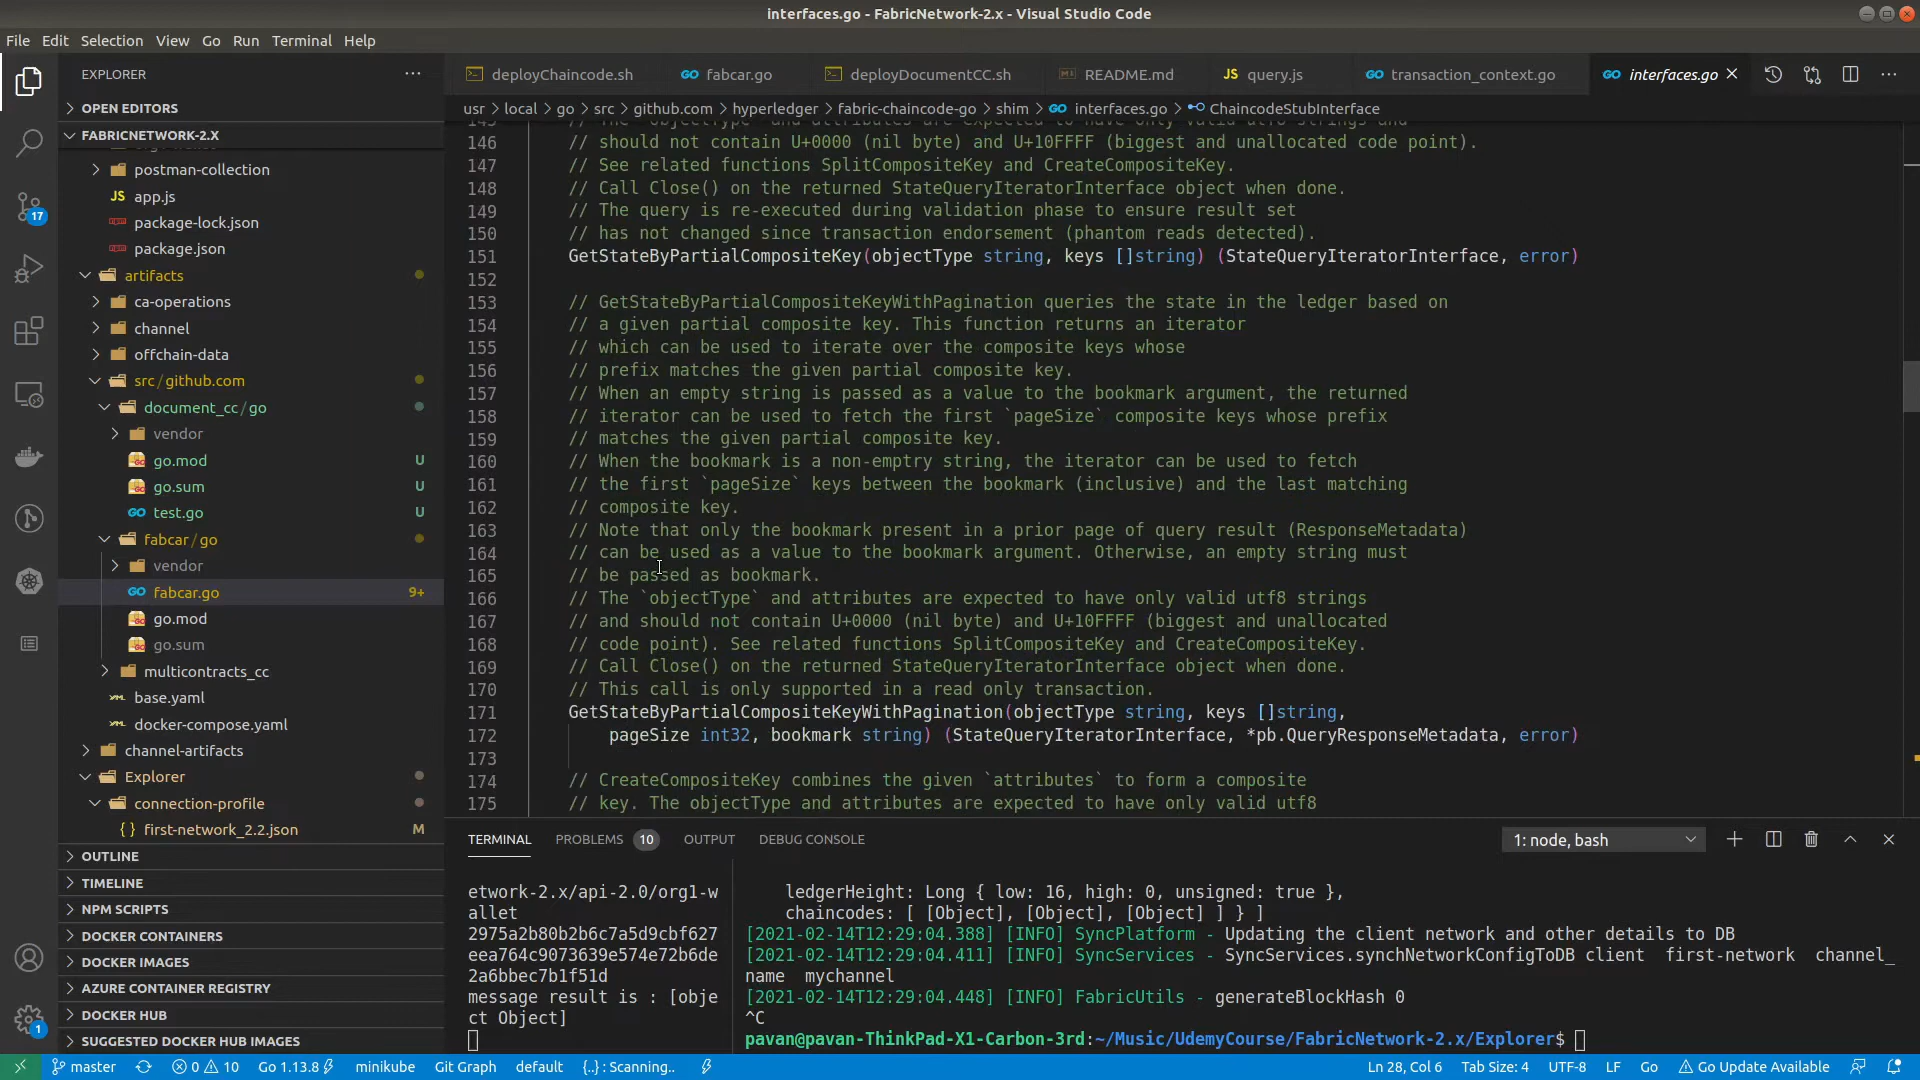 interfaces.go - FabricNetwork-2.x - Visual Studio Code
File Edit Selection View Go Run Terminal Help
EXPLORER
deployChaincode.sh
fabcar.go
deployDocumentCC.sh
README.md
JS query.js
transaction_context.go
interfaces.go
usr > local > go > src > github.com > hyperledger > fabric-chaincode-go > shim > interfaces.go > ChaincodeStubInterface
OPEN EDITORS
FABRICNETWORK-2.X
postman-collection
JS app.js
package-lock.json
package.json
artifacts
ca-operations
channel
offchain-data
src/github.com
document_cc/go
vendor
go.mod U
go.sum U
test.go U
fabcar/go
vendor
fabcar.go 9+
go.mod
go.sum
multicontracts_cc
base.yaml
docker-compose.yaml
channel-artifacts
Explorer
connection-profile
{} first-network_2.2.json M
OUTLINE
TIMELINE
NPM SCRIPTS
DOCKER CONTAINERS
DOCKER IMAGES
AZURE CONTAINER REGISTRY
DOCKER HUB
SUGGESTED DOCKER HUB IMAGES
17
1
146 // should not contain U+0000 (nil byte) and U+10FFFF (biggest and unallocated code point).
147 // See related functions SplitCompositeKey and CreateCompositeKey.
148 // Call Close() on the returned StateQueryIteratorInterface object when done.
149 // The query is re-executed during validation phase to ensure result set
150 // has not changed since transaction endorsement (phantom reads detected).
151 GetStateByPartialCompositeKey(objectType string, keys []string) (StateQueryIteratorInterface, error)
152
153 // GetStateByPartialCompositeKeyWithPagination queries the state in the ledger based on
154 // a given partial composite key. This function returns an iterator
155 // which can be used to iterate over the composite keys whose
156 // prefix matches the given partial composite key.
157 // When an empty string is passed as a value to the bookmark argument, the returned
158 // iterator can be used to fetch the first `pageSize` composite keys whose prefix
159 // matches the given partial composite key.
160 // When the bookmark is a non-emptry string, the iterator can be used to fetch
161 // the first `pageSize` keys between the bookmark (inclusive) and the last matching
162 // composite key.
163 // Note that only the bookmark present in a prior page of query result (ResponseMetadata)
164 // can be used as a value to the bookmark argument. Otherwise, an empty string must
165 // be passed as bookmark.
166 // The `objectType` and attributes are expected to have only valid utf8 strings
167 // and should not contain U+0000 (nil byte) and U+10FFFF (biggest and unallocated
168 // code point). See related functions SplitCompositeKey and CreateCompositeKey.
169 // Call Close() on the returned StateQueryIteratorInterface object when done.
170 // This call is only supported in a read only transaction.
171 GetStateByPartialCompositeKeyWithPagination(objectType string, keys []string,
172 pageSize int32, bookmark string) (StateQueryIteratorInterface, *pb.QueryResponseMetadata, error)
173
174 // CreateCompositeKey combines the given `attributes` to form a composite
175 // key. The objectType and attributes are expected to have only valid utf8
TERMINAL PROBLEMS 10 OUTPUT DEBUG CONSOLE
1: node, bash
etwork-2.x/api-2.0/org1-w
allet
2975a2b80b2b6c7a5d9cbf627
eea764c9073639e574e72b6de
2a6bbec7b1f51d
message result is : [obje
ct Object]
ledgerHeight: Long { low: 16, high: 0, unsigned: true },
chaincodes: [ [Object], [Object], [Object] ] } ]
[2021-02-14T12:29:04.388] [INFO] SyncPlatform - Updating the client network and other details to DB
[2021-02-14T12:29:04.411] [INFO] SyncServices - SyncServices.synchNetworkConfigToDB client first-network channel_
name mychannel
[2021-02-14T12:29:04.448] [INFO] FabricUtils - generateBlockHash 0
^C
pavan@pavan-ThinkPad-X1-Carbon-3rd:~/Music/UdemyCourse/FabricNetwork-2.x/Explorer$
master 0 10 Go 1.13.8 minikube Git Graph default {..} : Scanning..
Ln 28, Col 6 Tab Size: 4 UTF-8 LF Go Go Update Available